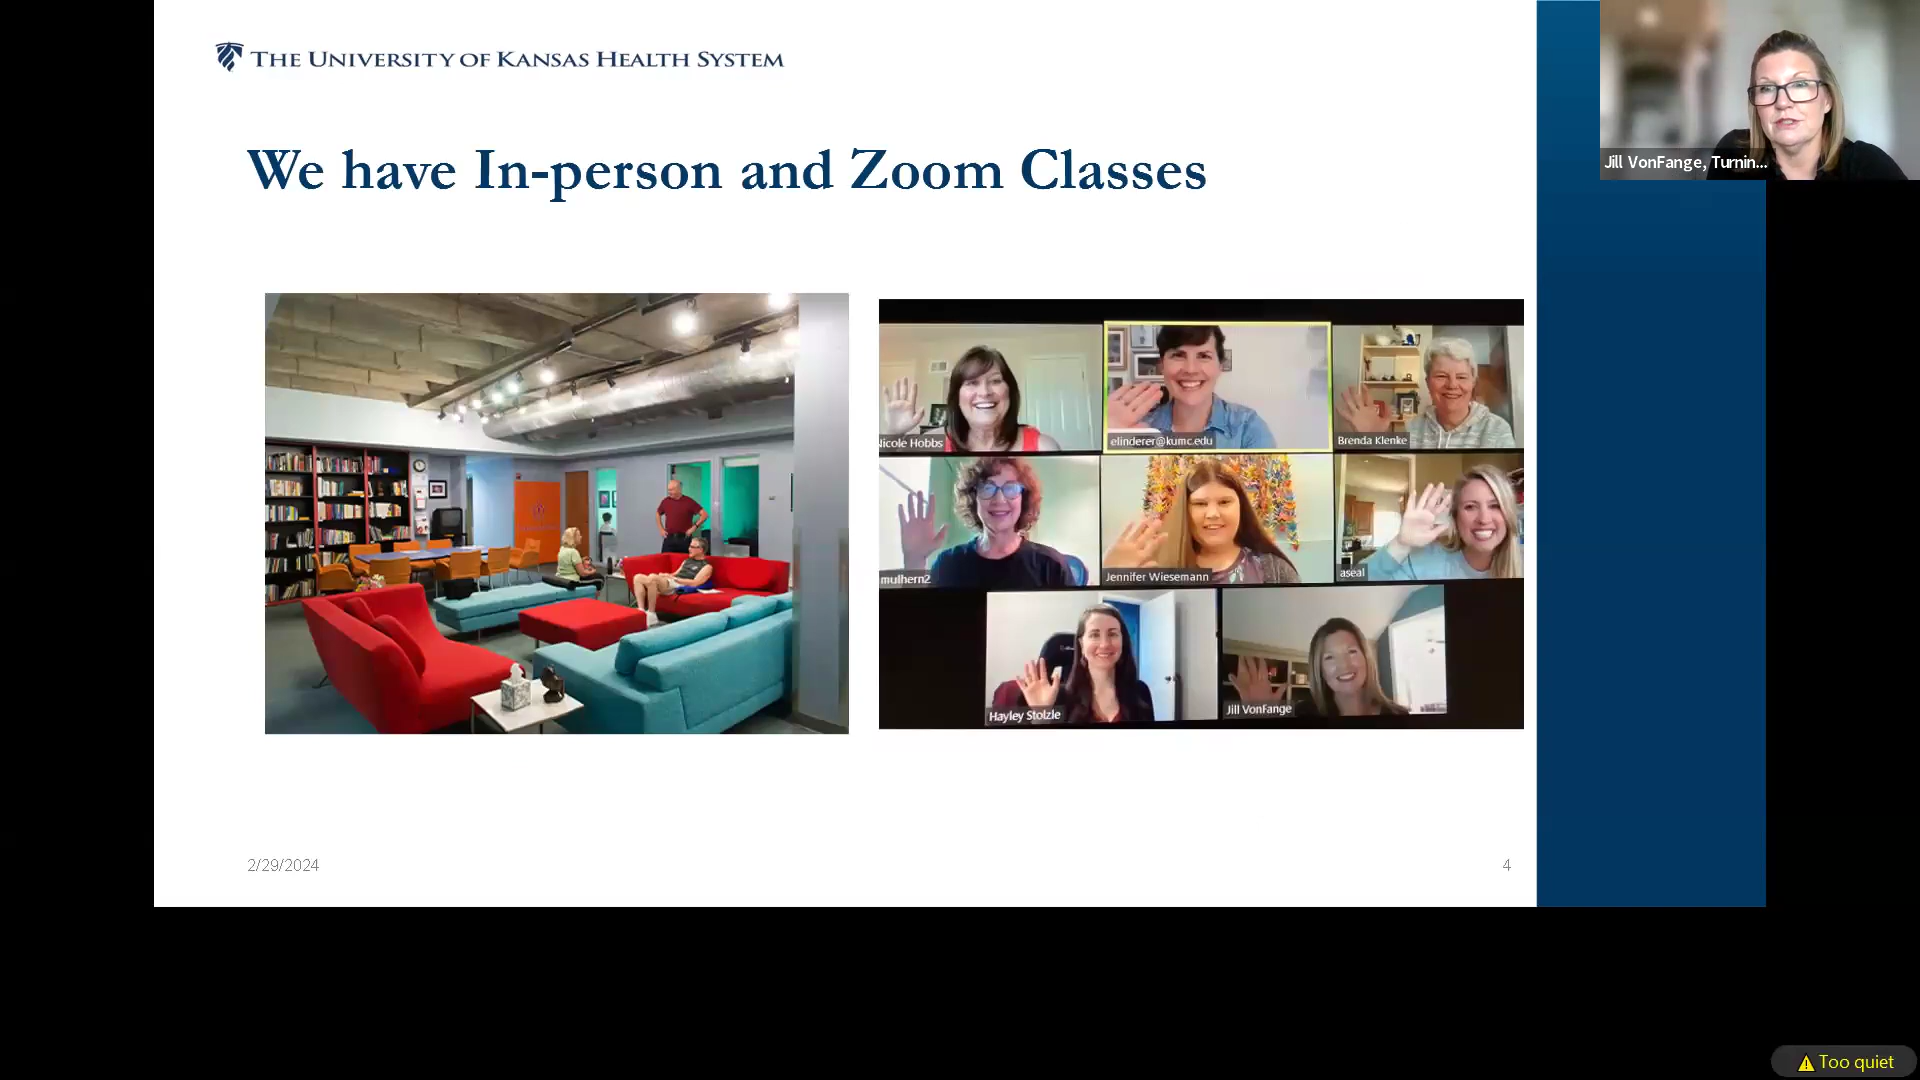 THE UNIVERSITY OF KANSAS HEALTH SYSTEM
Jill VonFange, Turnin...
We have In-person and Zoom Classes
Nicole Hobbs
elinderer@kumc.edu
Brenda Klenke
mulhern2
Jennifer Wiesemann
aseal
Hayley Stolzle
Jill VonFange
2/29/2024
4
Too quiet